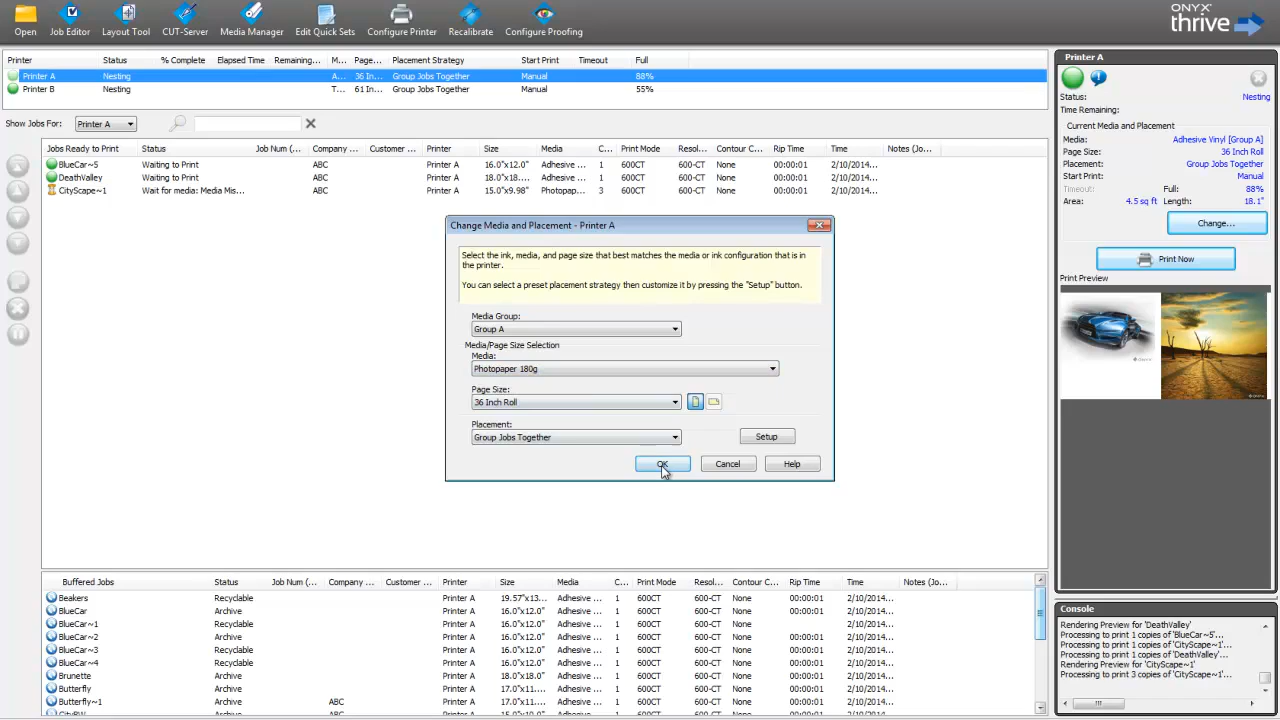 Open Job Editor Layout Tool CUT-Server Media Manager Edit Quick Sets Configure Printer Recalibrate Configure Proofing
ONYX
thrive
Printer Status % Complete Elapsed Time Remaining... M... Page... Placement Strategy Start Print Timeout Full
Printer A Nesting A... 36 In... Group Jobs Together Manual 88%
Printer B Nesting T... 61 In... Group Jobs Together Manual 55%
Show Jobs For: Printer A
Jobs Ready to Print Status Job Num (... Company ... Customer ... Printer Size Media C... Print Mode Resol... Contour C... Rip Time Time Notes (Jo...
BlueCar~5 Waiting to Print ABC Printer A 16.0"x12.0" Adhesive ... 1 600CT 600-CT None 00:00:01 2/10/2014...
DeathValley Waiting to Print ABC Printer A 18.0"x18.... Adhesive ... 1 600CT 600-CT None 00:00:01 2/10/2014...
CityScape~1 Wait for media: Media Mis... ABC Printer A 15.0"x9.98" Photopap... 3 600CT 600-CT None 00:00:01 2/10/2014...
Change Media and Placement - Printer A
Select the ink, media, and page size that best matches the media or ink configuration that is in
the printer.
You can select a preset placement strategy then customize it by pressing the "Setup" button.
Media Group:
Group A
Media/Page Size Selection
Media:
Photopaper 180g
Page Size:
36 Inch Roll
Placement:
Group Jobs Together Setup
OK Cancel Help
Printer A
Status: Nesting
Time Remaining:
Current Media and Placement
Media: Adhesive Vinyl [Group A]
Page Size: 36 Inch Roll
Placement: Group Jobs Together
Start Print: Manual
Timeout: Full: 88%
Area: 4.5 sq ft Length: 18.1"
Change...
Print Now
Print Preview
Buffered Jobs Status Job Num (... Company ... Customer ... Printer Size Media C... Print Mode Resol... Contour C... Rip Time Time Notes (Jo...
Beakers Recyclable Printer A 19.57"x13... Adhesive ... 1 600CT 600-CT None 00:00:01 2/10/2014...
BlueCar Archive Printer A 16.0"x12.0" Adhesive ... 1 600CT 600-CT None 00:00:01 2/10/2014...
BlueCar~1 Recyclable Printer A 16.0"x12.0" Adhesive ... 1 600CT 600-CT None 2/10/2014...
BlueCar~2 Archive Printer A 16.0"x12.0" Adhesive ... 1 600CT 600-CT None 00:00:01 2/10/2014...
BlueCar~3 Recyclable Printer A 16.0"x12.0" Adhesive ... 1 600CT 600-CT None 00:00:01 2/10/2014...
BlueCar~4 Recyclable Printer A 16.0"x12.0" Adhesive ... 1 600CT 600-CT None 00:00:01 2/10/2014...
Brunette Archive Printer A 18.0"x18.0" Adhesive ... 1 600CT 600-CT None 00:00:01 2/10/2014...
Butterfly Archive Printer A 17.0"x11.... Adhesive ... 1 600CT 600-CT None 00:00:01 2/10/2014...
Butterfly~1 Archive ABC Printer A 17.0"x11.... Adhesive ... 1 600CT 600-CT None 00:00:01 2/10/2014...
Console
Rendering Preview for 'DeathValley'
Processing to print 1 copies of 'BlueCar~5'...
Processing to print 1 copies of 'CityScape~1'...
Processing to print 1 copies of 'DeathValley'...
Rendering Preview for 'CityScape~1'
Processing to print 3 copies of 'CityScape~1'...